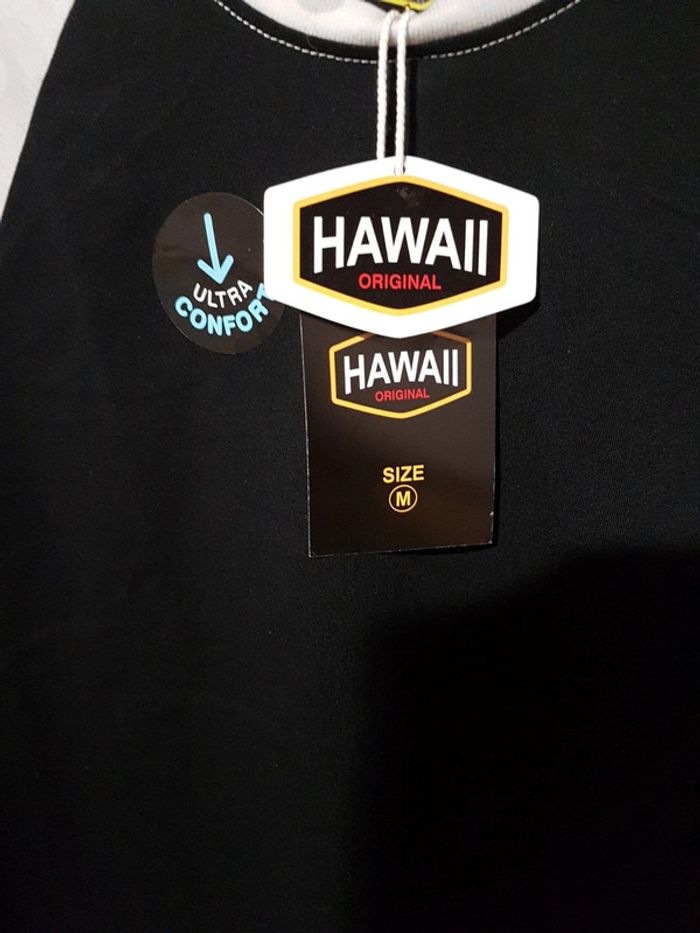 HAWAII
ORIGINAL
ULTRA
CONFORT
HAWAII
ORIGINAL
SIZE
M